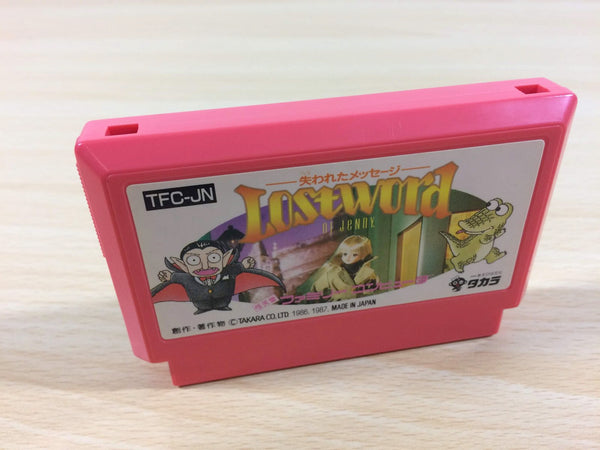 TFC-JN
失われたメッセージ
Lostword
OF JENNY
タカラ
創作・著作物 ©TAKARA CO.,LTD. 1986, 1987. MADE IN JAPAN